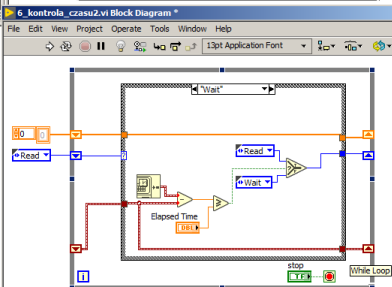 6_kontrola_czasu2.vi Block Diagram *
File Edit View Project Operate Tools Window Help
13pt Application Font
"Wait"
0 0
Read
Read
Wait
Elapsed Time
DBL
stop
TF
i
While Loop